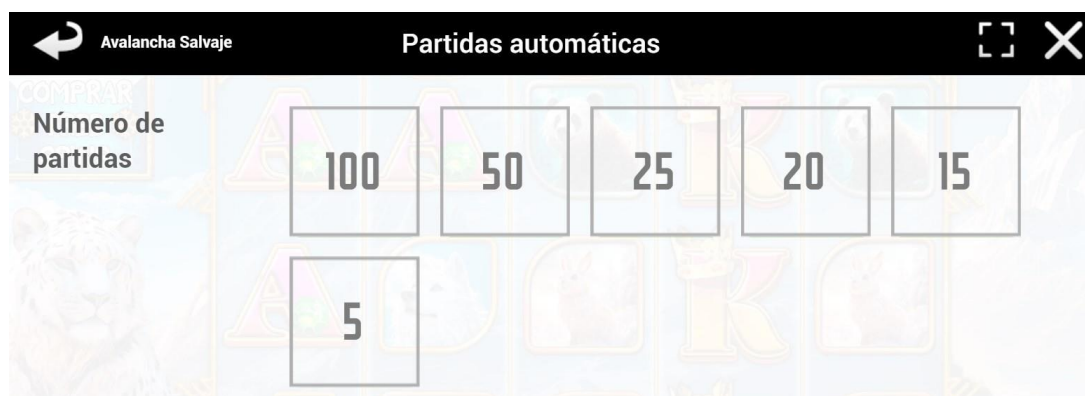 Avalancha Salvaje
Partidas automáticas
COMPRAR
Número de
partidas
100 50 25 20 15
5